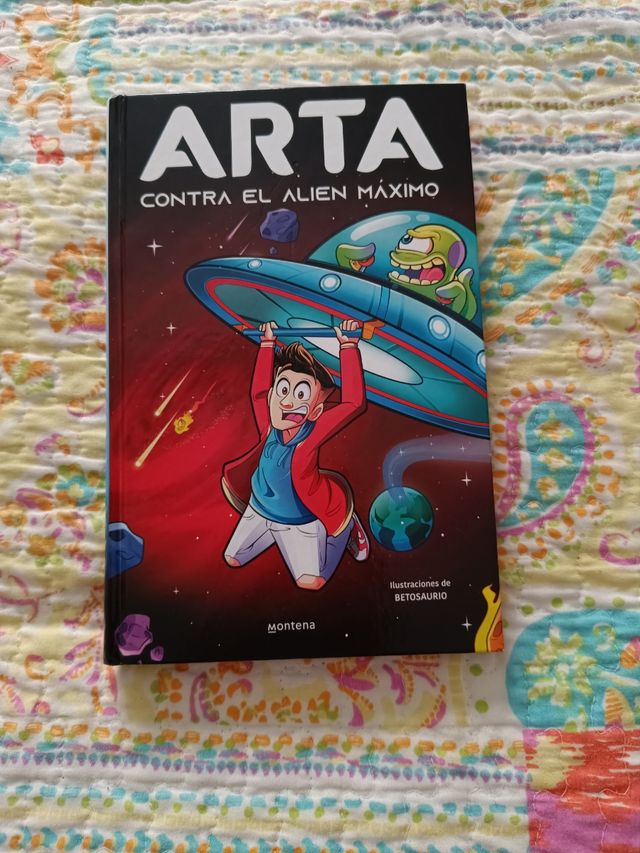 ARTA
CONTRA EL ALIEN MÁXIMO
Ilustraciones de
BETOSAURIO
Montena